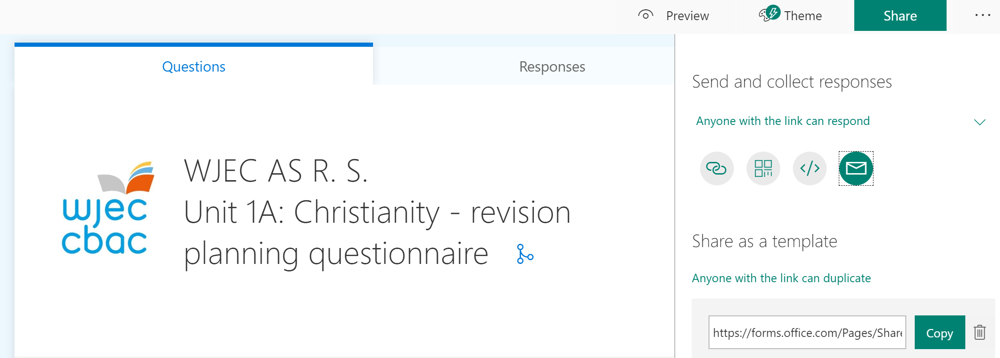 Preview
Theme
Share
Questions
Responses
Send and collect responses
Anyone with the link can respond
wjec
cbac
WJEC AS R. S.
Unit 1A: Christianity - revision
planning questionnaire
Share as a template
Anyone with the link can duplicate
https://forms.office.com/Pages/Share
Copy